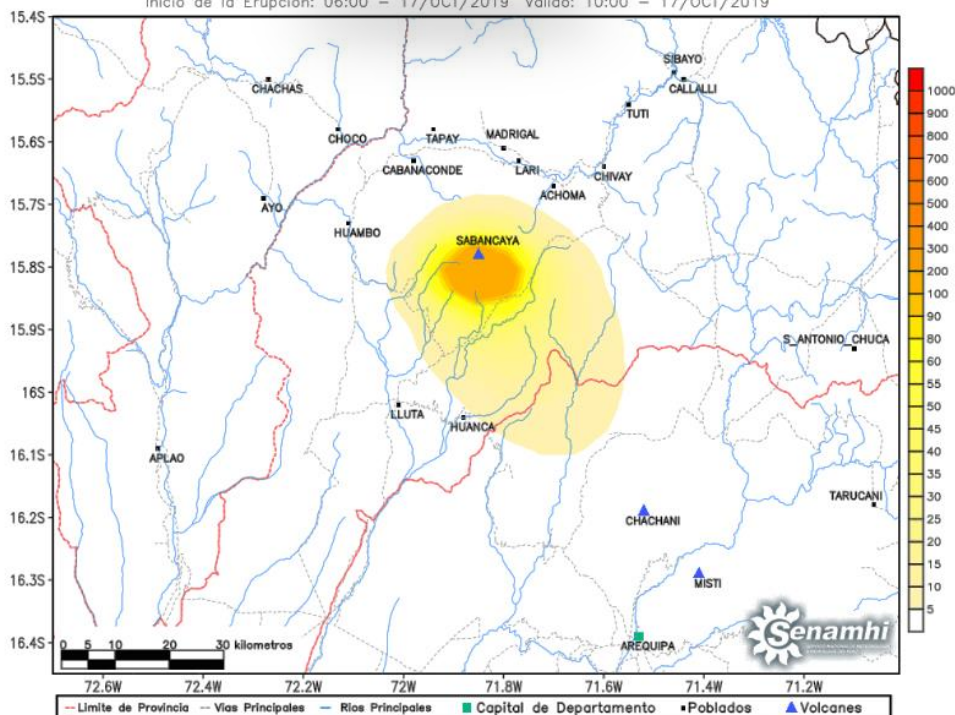 Inicio de la Erupción: 06:00 – 17/OCT/2019 Valido: 10:00 – 17/OCT/2019
15.4S
15.5S
15.6S
15.7S
15.8S
15.9S
16S
16.1S
16.2S
16.3S
16.4S
SIBAYO
CALLALLI
CHACHAS
TUTI
CHOCO
TAPAY
MADRIGAL
CABANACONDE
LARI
CHIVAY
ACHOMA
AYO
HUAMBO
SABANCAYA
S_ANTONIO_CHUCA
LLUTA
HUANCA
APLAO
TARUCANI
CHACHANI
MISTI
AREQUIPA
1000
900
800
700
600
500
400
300
200
100
90
80
60
55
50
45
40
35
30
25
20
15
10
5
0 5 10 20 30 kilometros
Senamhi
72.6W 72.4W 72.2W 72W 71.8W 71.6W 71.4W 71.2W
Limite de Provincia Vias Principales Rios Principales Capital de Departamento Poblados Volcanes